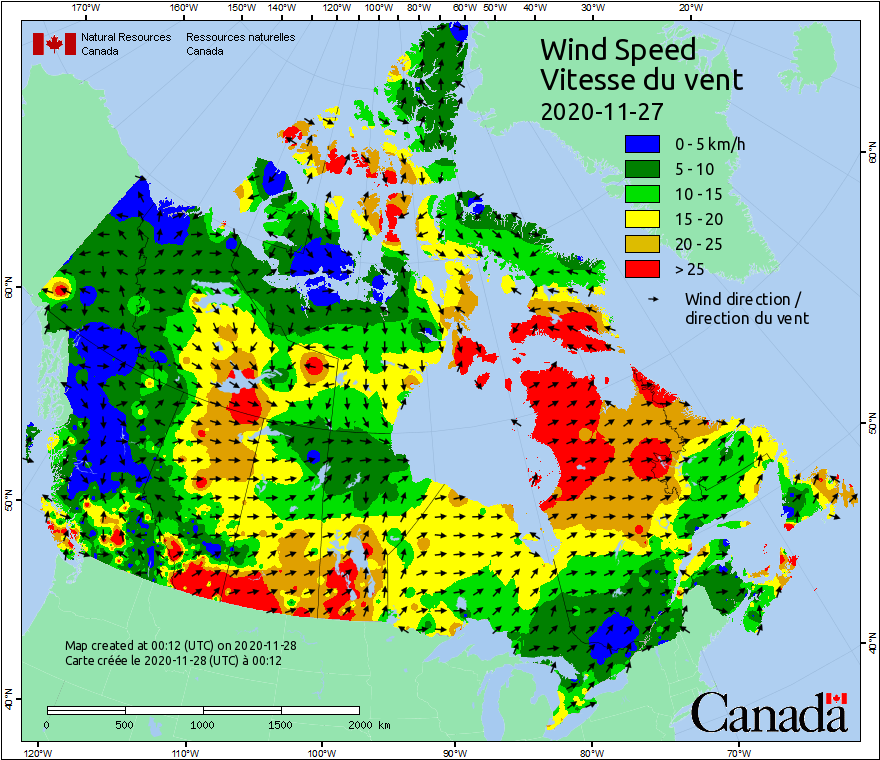 170°W 160°W 150°W 140°W 120°W 100°W 80°W 60°W 50°W 40°W 30°W 20°W
Natural Resources Ressources naturelles
Canada Canada
Wind Speed
Vitesse du vent
2020-11-27
0 - 5 km/h
5 - 10
10 - 15
15 - 20
20 - 25
> 25
Wind direction /
direction du vent
60°N 60°N
50°N 50°N
40°N 40°N
Map created at 00:12 (UTC) on 2020-11-28
Carte créée le 2020-11-28 (UTC) à 00:12
0 500 1000 1500 2000 km
Canada
120°W 110°W 100°W 90°W 80°W 70°W